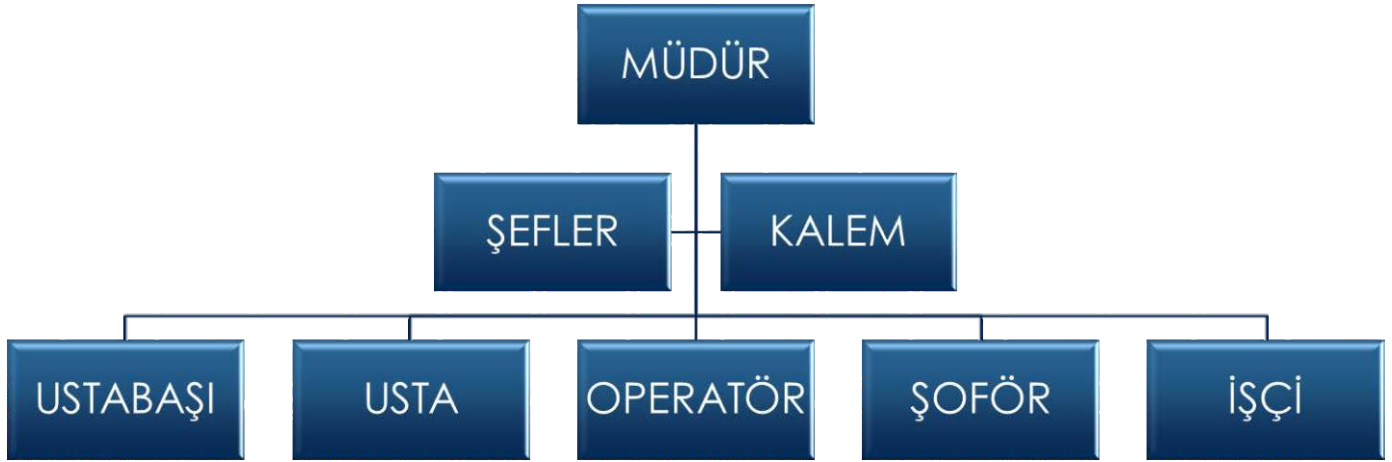 MÜDÜR
ŞEFLER
KALEM
USTABAŞI
USTA
OPERATÖR
ŞOFÖR
İŞÇİ